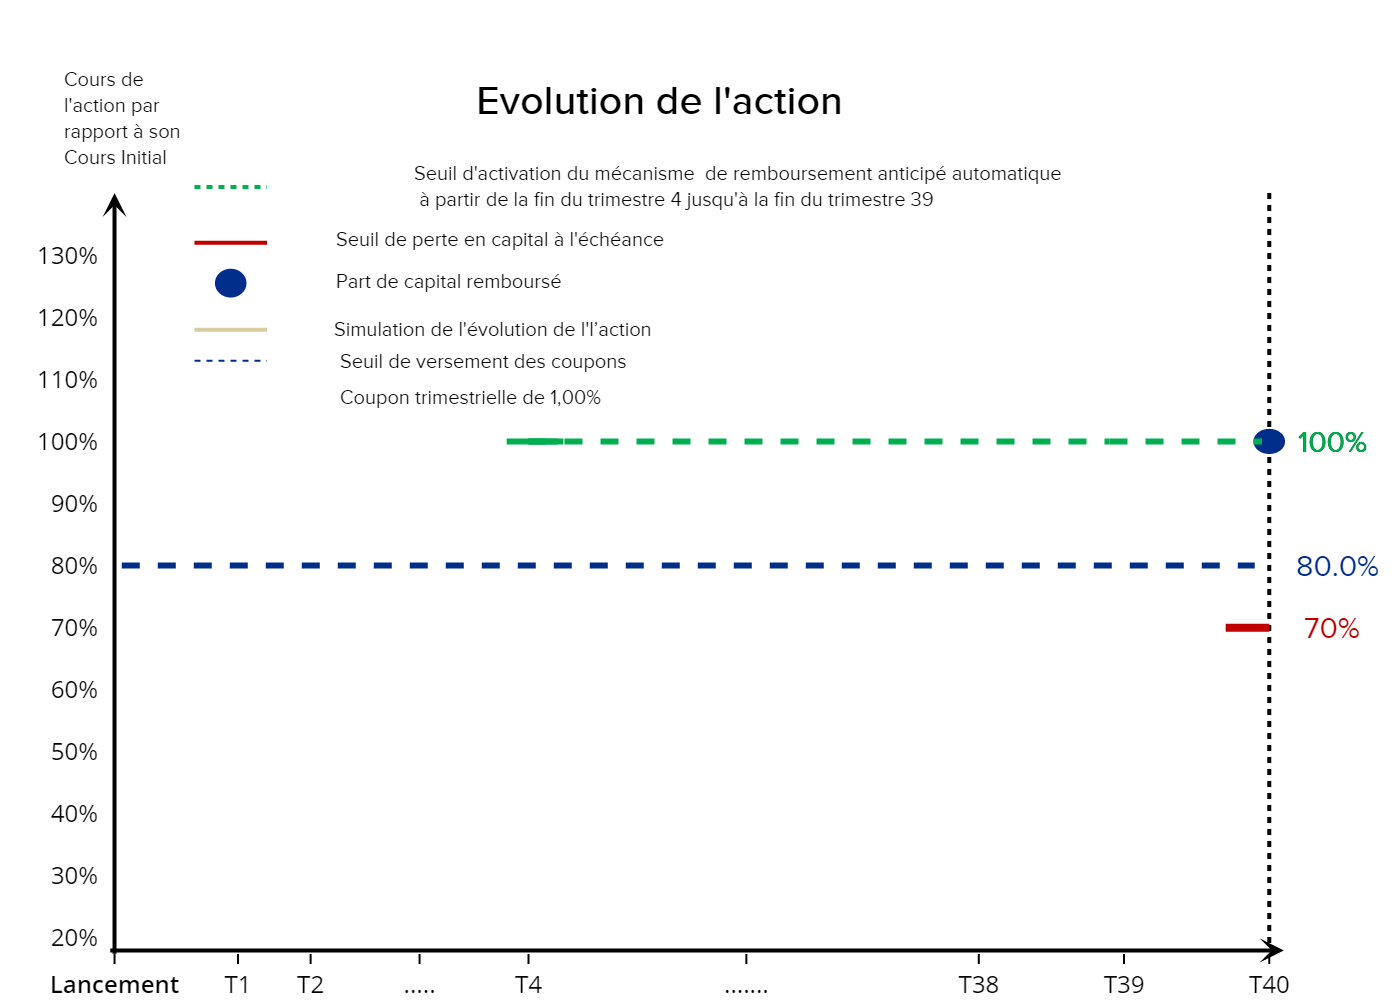 Cours de
l'action par
rapport à son
Cours Initial
Evolution de l'action
Seuil d'activation du mécanisme  de remboursement anticipé automatique
à partir de la fin du trimestre 4 jusqu'à la fin du trimestre 39
Seuil de perte en capital à l'échéance
Part de capital remboursé
Simulation de l'évolution de l'l’action
Seuil de versement des coupons
Coupon trimestrielle de 1,00%
130%
120%
110%
100%
100%
90%
80%
80.0%
70%
70%
60%
50%
40%
30%
20%
Lancement T1 T2 ..... T4 ....... T38 T39 T40